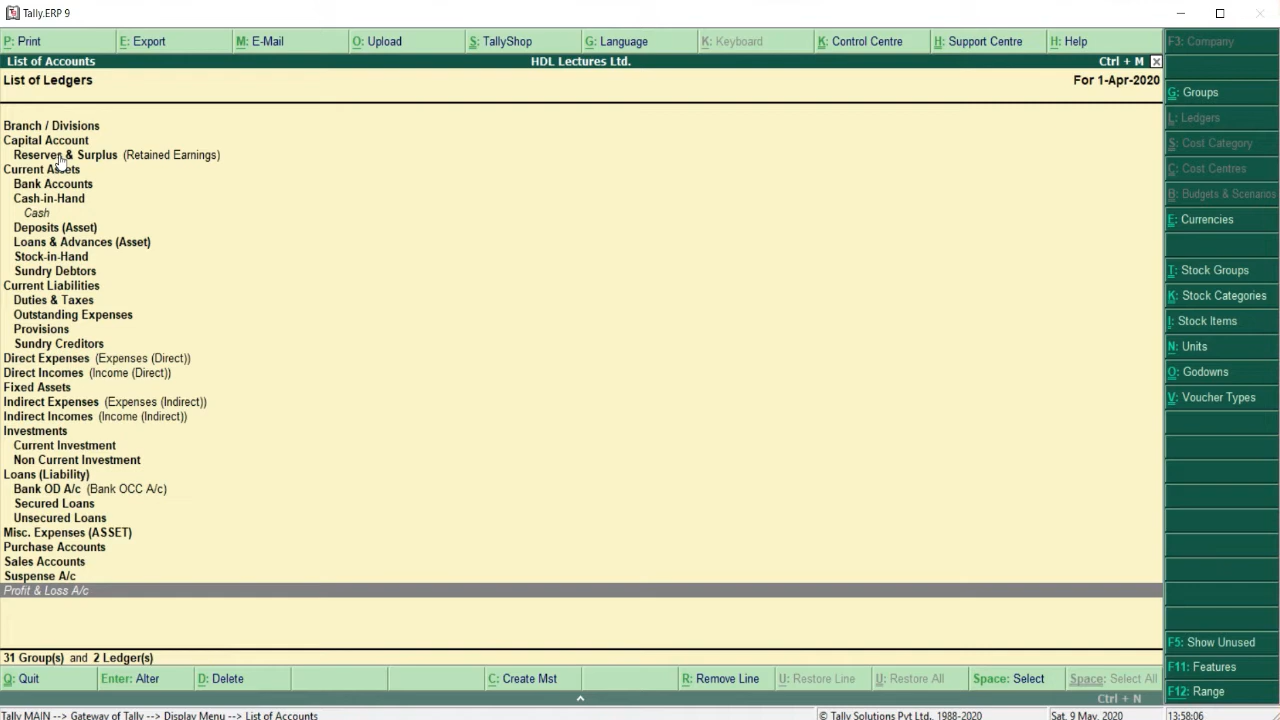 Tally.ERP 9
P: Print E: Export M: E-Mail O: Upload S: TallyShop G: Language K: Keyboard K: Control Centre H: Support Centre H: Help F3: Company
List of Accounts HDL Lectures Ltd. Ctrl + M
List of Ledgers For 1-Apr-2020
Branch / Divisions
Capital Account
Reserves & Surplus (Retained Earnings)
Current Assets
Bank Accounts
Cash-in-Hand
Cash
Deposits (Asset)
Loans & Advances (Asset)
Stock-in-Hand
Sundry Debtors
Current Liabilities
Duties & Taxes
Outstanding Expenses
Provisions
Sundry Creditors
Direct Expenses (Expenses (Direct))
Direct Incomes (Income (Direct))
Fixed Assets
Indirect Expenses (Expenses (Indirect))
Indirect Incomes (Income (Indirect))
Investments
Current Investment
Non Current Investment
Loans (Liability)
Bank OD A/c (Bank OCC A/c)
Secured Loans
Unsecured Loans
Misc. Expenses (ASSET)
Purchase Accounts
Sales Accounts
Suspense A/c
Profit & Loss A/c
31 Group(s) and 2 Ledger(s)
G: Groups
L: Ledgers
S: Cost Category
C: Cost Centres
B: Budgets & Scenarios
E: Currencies
T: Stock Groups
K: Stock Categories
I: Stock Items
N: Units
O: Godowns
V: Voucher Types
F5: Show Unused
F11: Features
F12: Range
Q: Quit Enter: Alter D: Delete C: Create Mst R: Remove Line U: Restore Line U: Restore All Space: Select Space: Select All
Ctrl + N
Tally MAIN --> Gateway of Tally --> Display Menu --> List of Accounts © Tally Solutions Pvt Ltd., 1988-2020 Sat, 9 May, 2020 13:58:06